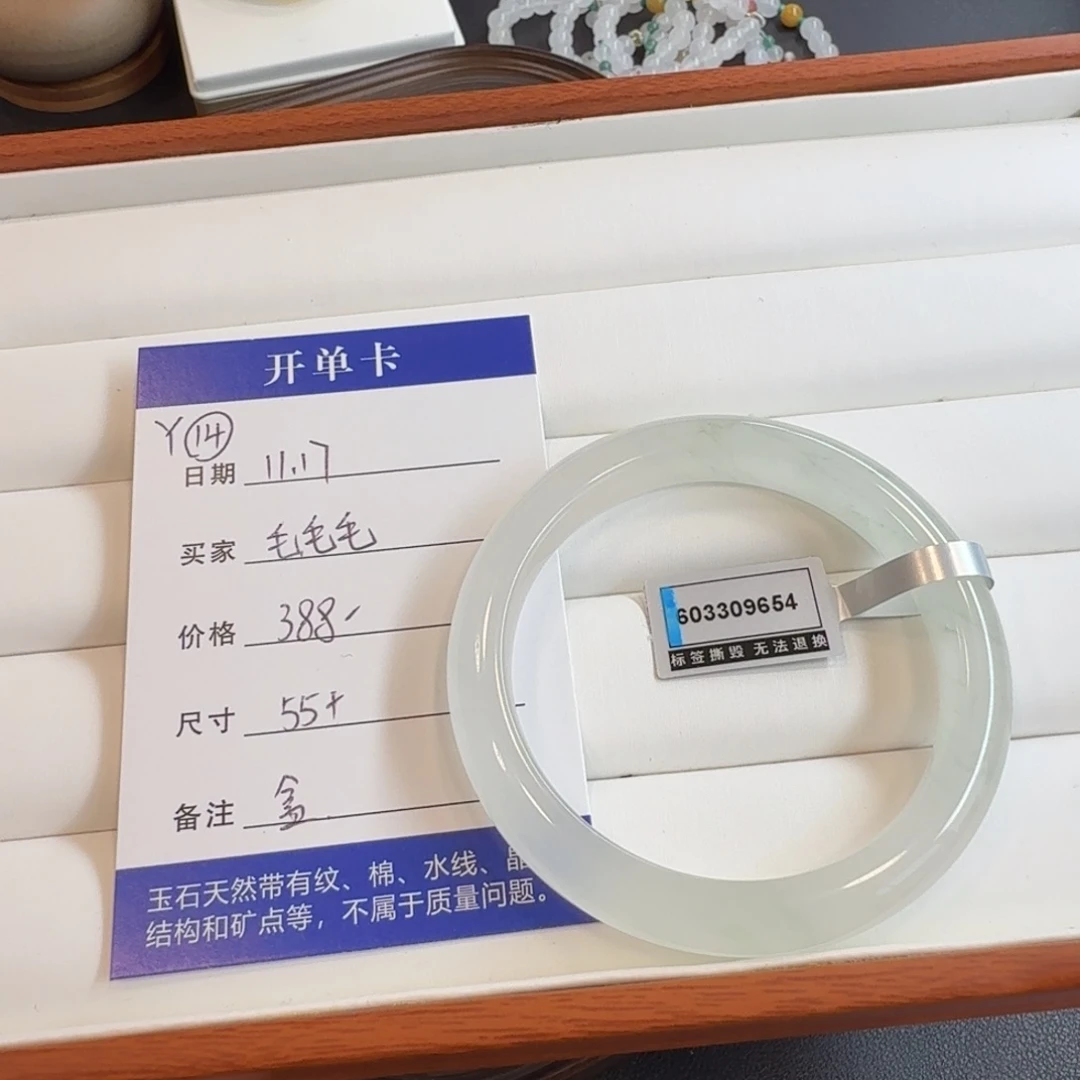 开单卡
Y⑭
日期 11.17
买家 毛毛毛
价格 388-
尺寸 55+
备注 盒
玉石天然带有纹、棉、水线、晶
结构和矿点等，不属于质量问题。
603309654
标签撕毁 无法退换